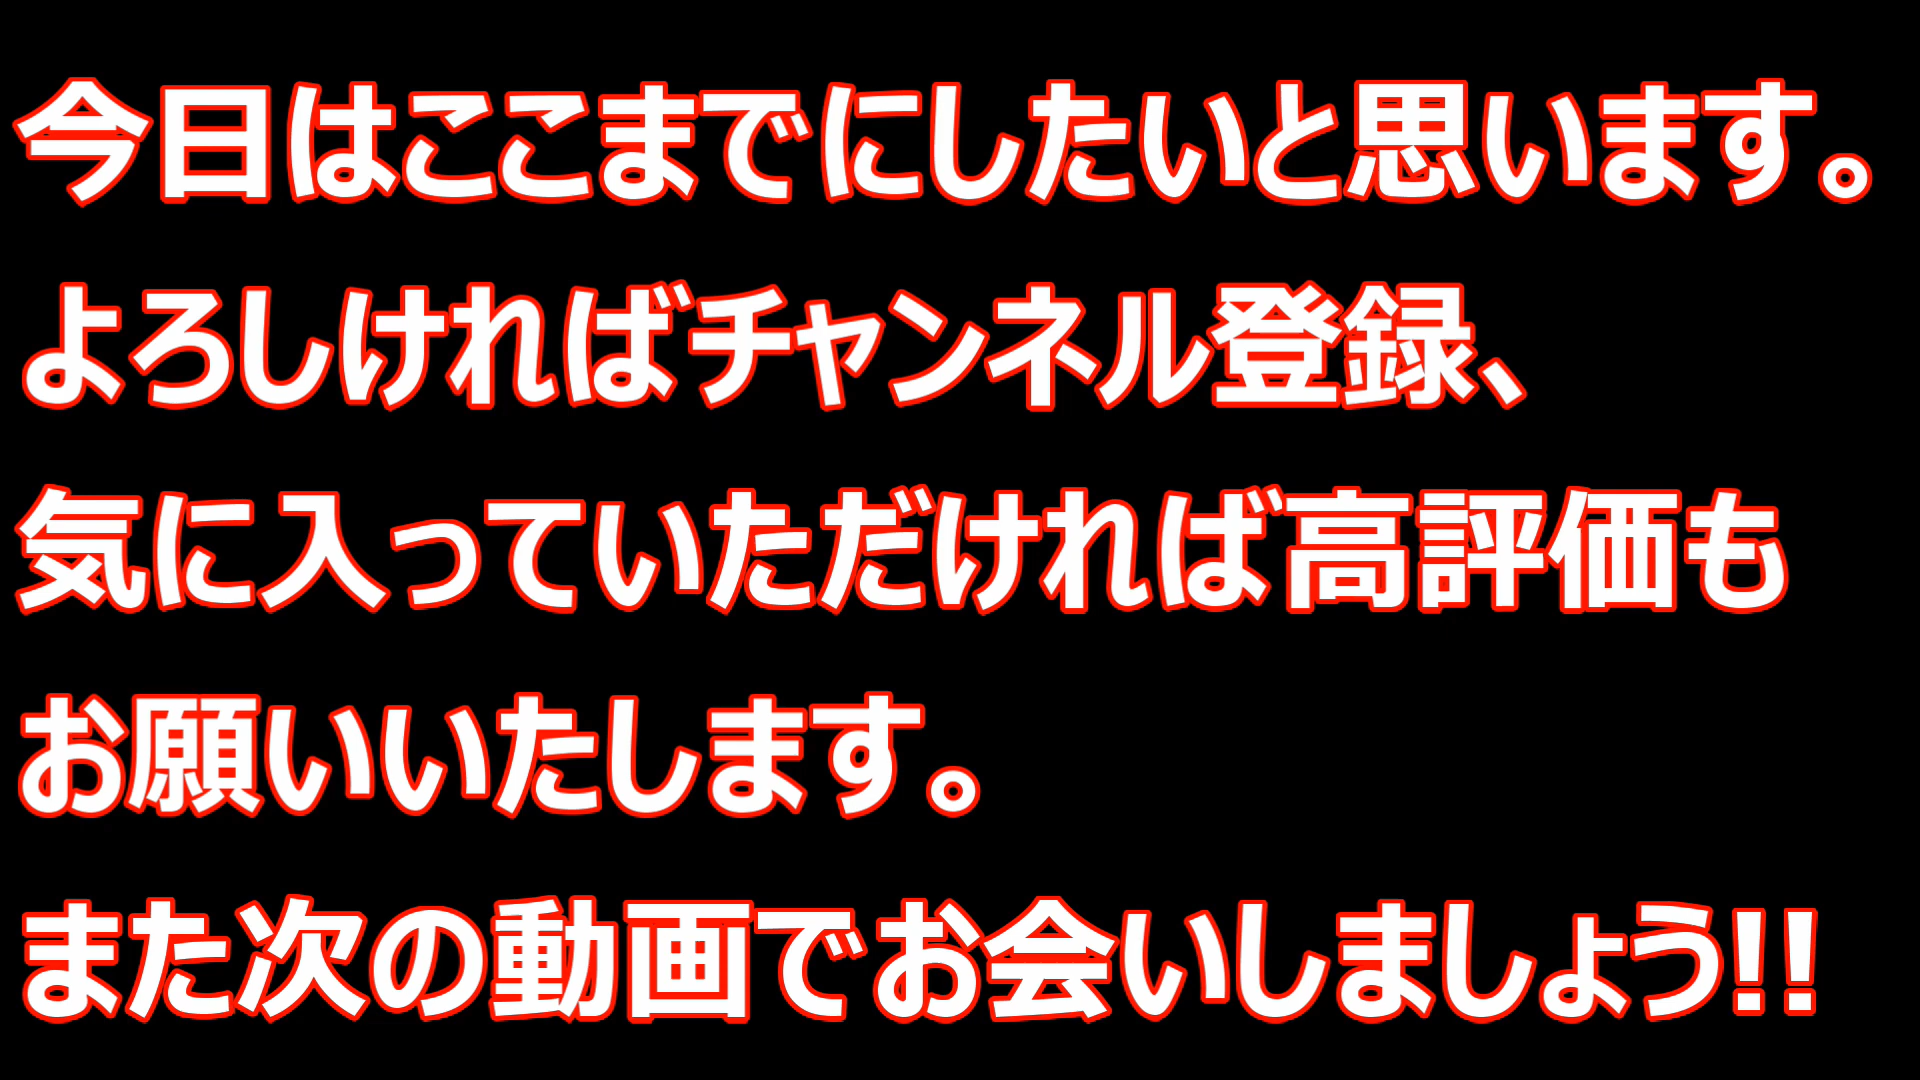 今日はここまでにしたいと思います。
よろしければチャンネル登録、
気に入っていただければ高評価も
お願いいたします。
また次の動画でお会いしましょう!!